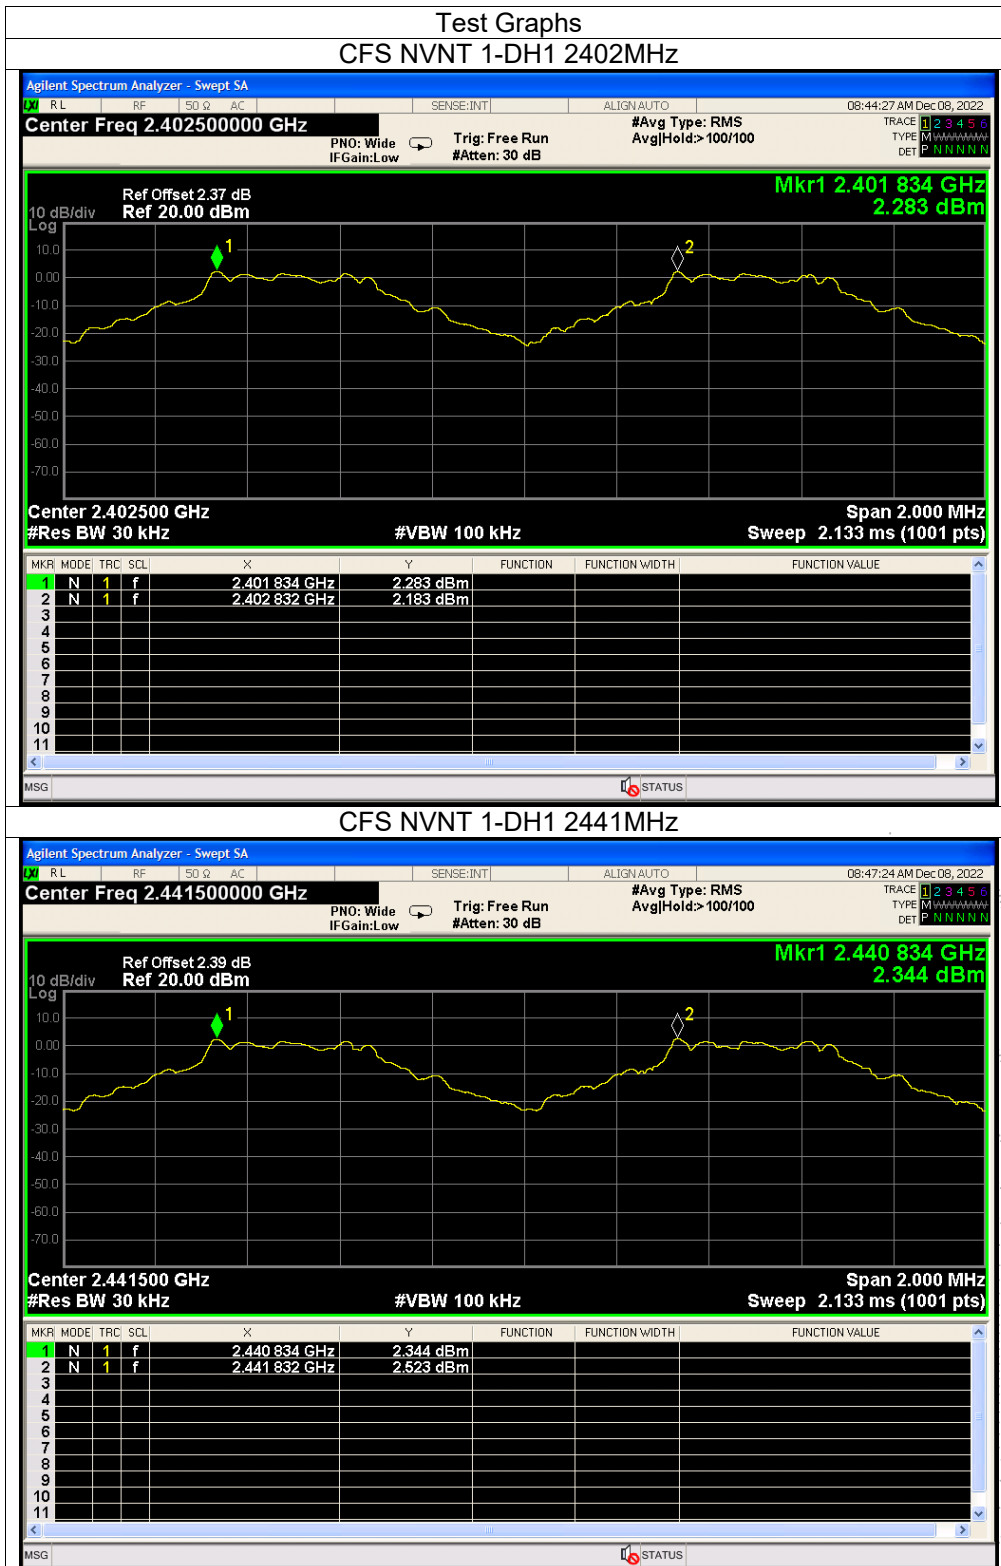 Test Graphs
CFS NVNT 1-DH1 2402MHz
Agilent Spectrum Analyzer - Swept SA
LXI RL RF 50 Ω AC SENSE:INT ALIGN AUTO 08:44:27 AM Dec 08, 2022
Center Freq 2.402500000 GHz #Avg Type: RMS TRACE 1 2 3 4 5 6
PNO: Wide Trig: Free Run Avg|Hold:>100/100 TYPE M
IFGain:Low #Atten: 30 dB DET P N N N N N
Mkr1 2.401 834 GHz
Ref Offset 2.37 dB
10 dB/div Ref 20.00 dBm 2.283 dBm
Log
10.0
1
2
0.00
-10.0
-20.0
-30.0
-40.0
-50.0
-60.0
-70.0
Center 2.402500 GHz Span 2.000 MHz
#Res BW 30 kHz #VBW 100 kHz Sweep 2.133 ms (1001 pts)
MKR MODE TRC SCL X Y FUNCTION FUNCTION WIDTH FUNCTION VALUE
1 N 1 f 2.401 834 GHz 2.283 dBm
2 N 1 f 2.402 832 GHz 2.183 dBm
3
4
5
6
7
8
9
10
11
MSG STATUS
CFS NVNT 1-DH1 2441MHz
Agilent Spectrum Analyzer - Swept SA
LXI RL RF 50 Ω AC SENSE:INT ALIGN AUTO 08:47:24 AM Dec 08, 2022
Center Freq 2.441500000 GHz #Avg Type: RMS TRACE 1 2 3 4 5 6
PNO: Wide Trig: Free Run Avg|Hold:>100/100 TYPE M
IFGain:Low #Atten: 30 dB DET P N N N N N
Mkr1 2.440 834 GHz
Ref Offset 2.39 dB
10 dB/div Ref 20.00 dBm 2.344 dBm
Log
10.0
1
2
0.00
-10.0
-20.0
-30.0
-40.0
-50.0
-60.0
-70.0
Center 2.441500 GHz Span 2.000 MHz
#Res BW 30 kHz #VBW 100 kHz Sweep 2.133 ms (1001 pts)
MKR MODE TRC SCL X Y FUNCTION FUNCTION WIDTH FUNCTION VALUE
1 N 1 f 2.440 834 GHz 2.344 dBm
2 N 1 f 2.441 832 GHz 2.523 dBm
3
4
5
6
7
8
9
10
11
MSG STATUS